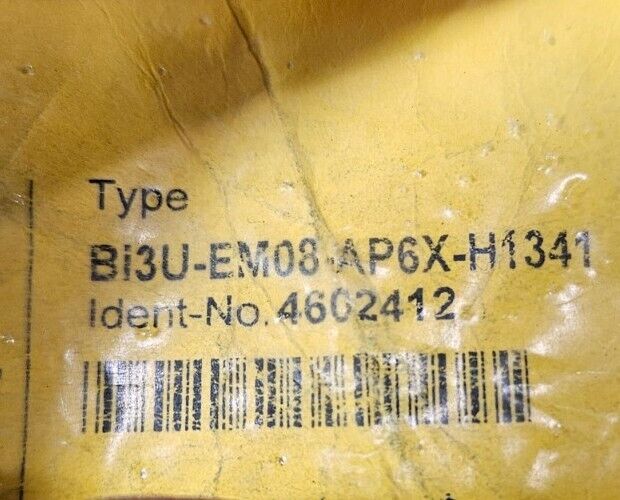 Type
Bi3U-EM08-AP6X-H1341
Ident-No. 4602412